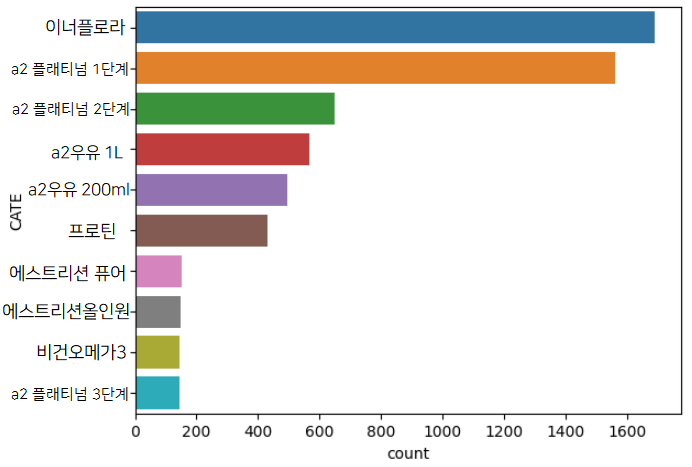 이너플로라
a2 플래티넘 1단계
a2 플래티넘 2단계
a2우유 1L
a2우유 200ml
프로틴
에스트리션 퓨어
에스트리션올인원
비건오메가3
a2 플래티넘 3단계
CATE
0 200 400 600 800 1000 1200 1400 1600
count